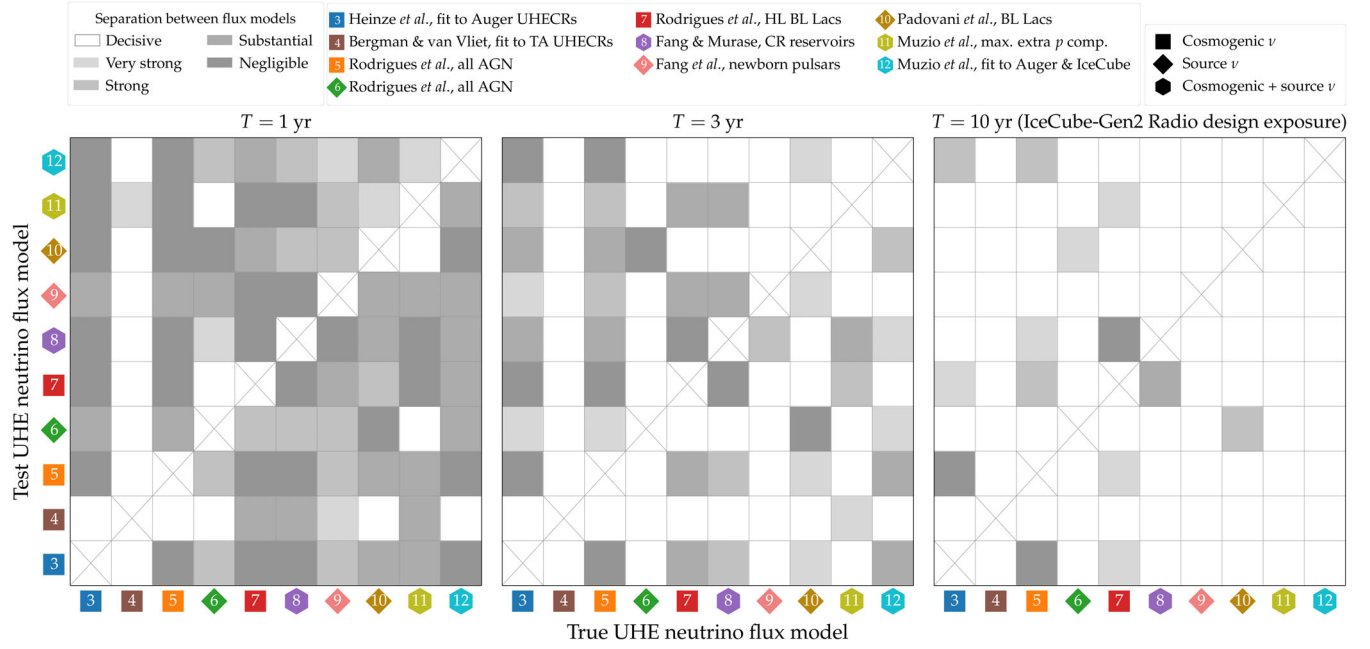 Separation between flux models
Decisive
Substantial
Very strong
Negligible
Strong
3 Heinze et al., fit to Auger UHECRs
4 Bergman & van Vliet, fit to TA UHECRs
5 Rodrigues et al., all AGN
6 Rodrigues et al., all AGN
7 Rodrigues et al., HL BL Lacs
8 Fang & Murase, CR reservoirs
9 Fang et al., newborn pulsars
10 Padovani et al., BL Lacs
11 Muzio et al., max. extra p comp.
12 Muzio et al., fit to Auger & IceCube
Cosmogenic ν
Source ν
Cosmogenic + source ν
T = 1 yr
T = 3 yr
T = 10 yr (IceCube-Gen2 Radio design exposure)
Test UHE neutrino flux model
12
11
10
9
8
7
6
5
4
3
3 4 5 6 7 8 9 10 11 12
3 4 5 6 7 8 9 10 11 12
3 4 5 6 7 8 9 10 11 12
True UHE neutrino flux model